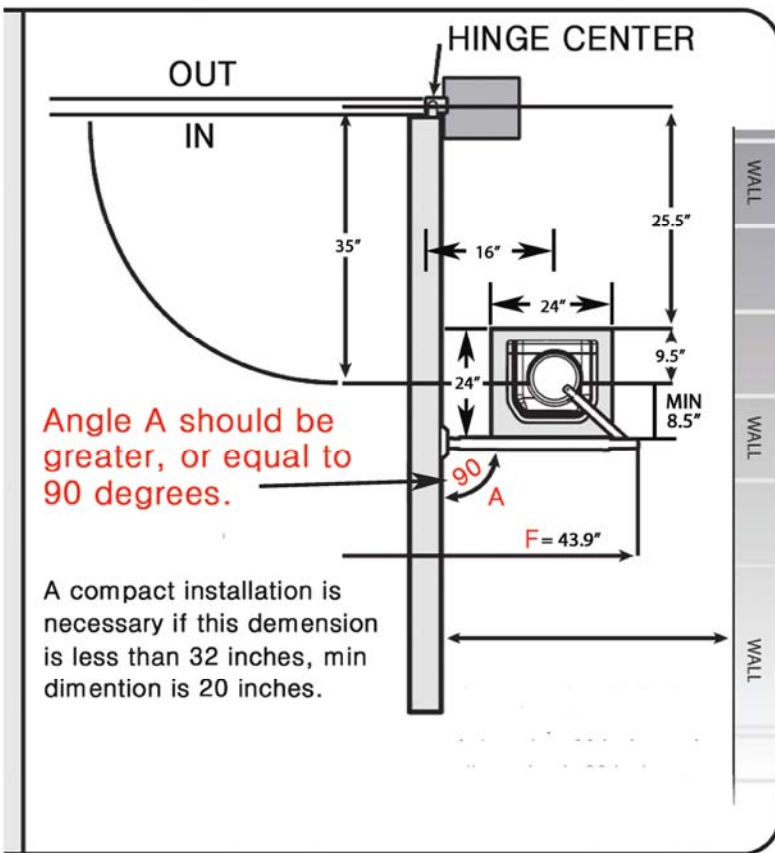 HINGE CENTER
OUT
IN
WALL
25.5″
35″
16″
24″
9.5″
24″
MIN
8.5″
WALL
Angle A should be
greater, or equal to
90 degrees.
90
A
F= 43.9″
A compact installation is
necessary if this demension
is less than 32 inches, min
dimention is 20 inches.
WALL